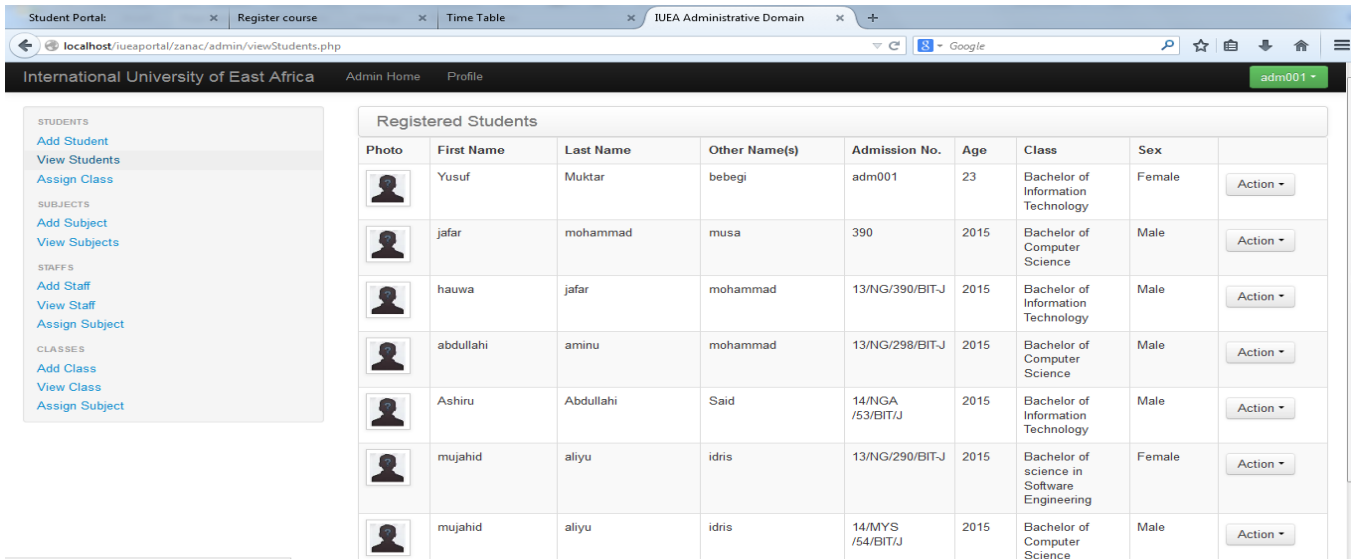 Student Portal: × Register course × Time Table × IUEA Administrative Domain × +
localhost/iueaportal/zanac/admin/viewStudents.php Google
International University of East Africa Admin Home Profile adm001
STUDENTS
Add Student
View Students
Assign Class
SUBJECTS
Add Subject
View Subjects
STAFFS
Add Staff
View Staff
Assign Subject
CLASSES
Add Class
View Class
Assign Subject
Registered Students
Photo First Name Last Name Other Name(s) Admission No. Age Class Sex
Yusuf Muktar bebegi adm001 23 Bachelor of Female
Information
Technology
Action
jafar mohammad musa 390 2015 Bachelor of Male
Computer
Science
Action
hauwa jafar mohammad 13/NG/390/BIT-J 2015 Bachelor of Male
Information
Technology
Action
abdullahi aminu mohammad 13/NG/298/BIT-J 2015 Bachelor of Male
Computer
Science
Action
Ashiru Abdullahi Said 14/NGA 2015 Bachelor of Male
/53/BIT/J Information
Technology
Action
mujahid aliyu idris 13/NG/290/BIT-J 2015 Bachelor of Female
science in
Software
Engineering
Action
mujahid aliyu idris 14/MYS 2015 Bachelor of Male
/54/BIT/J Computer
Science
Action